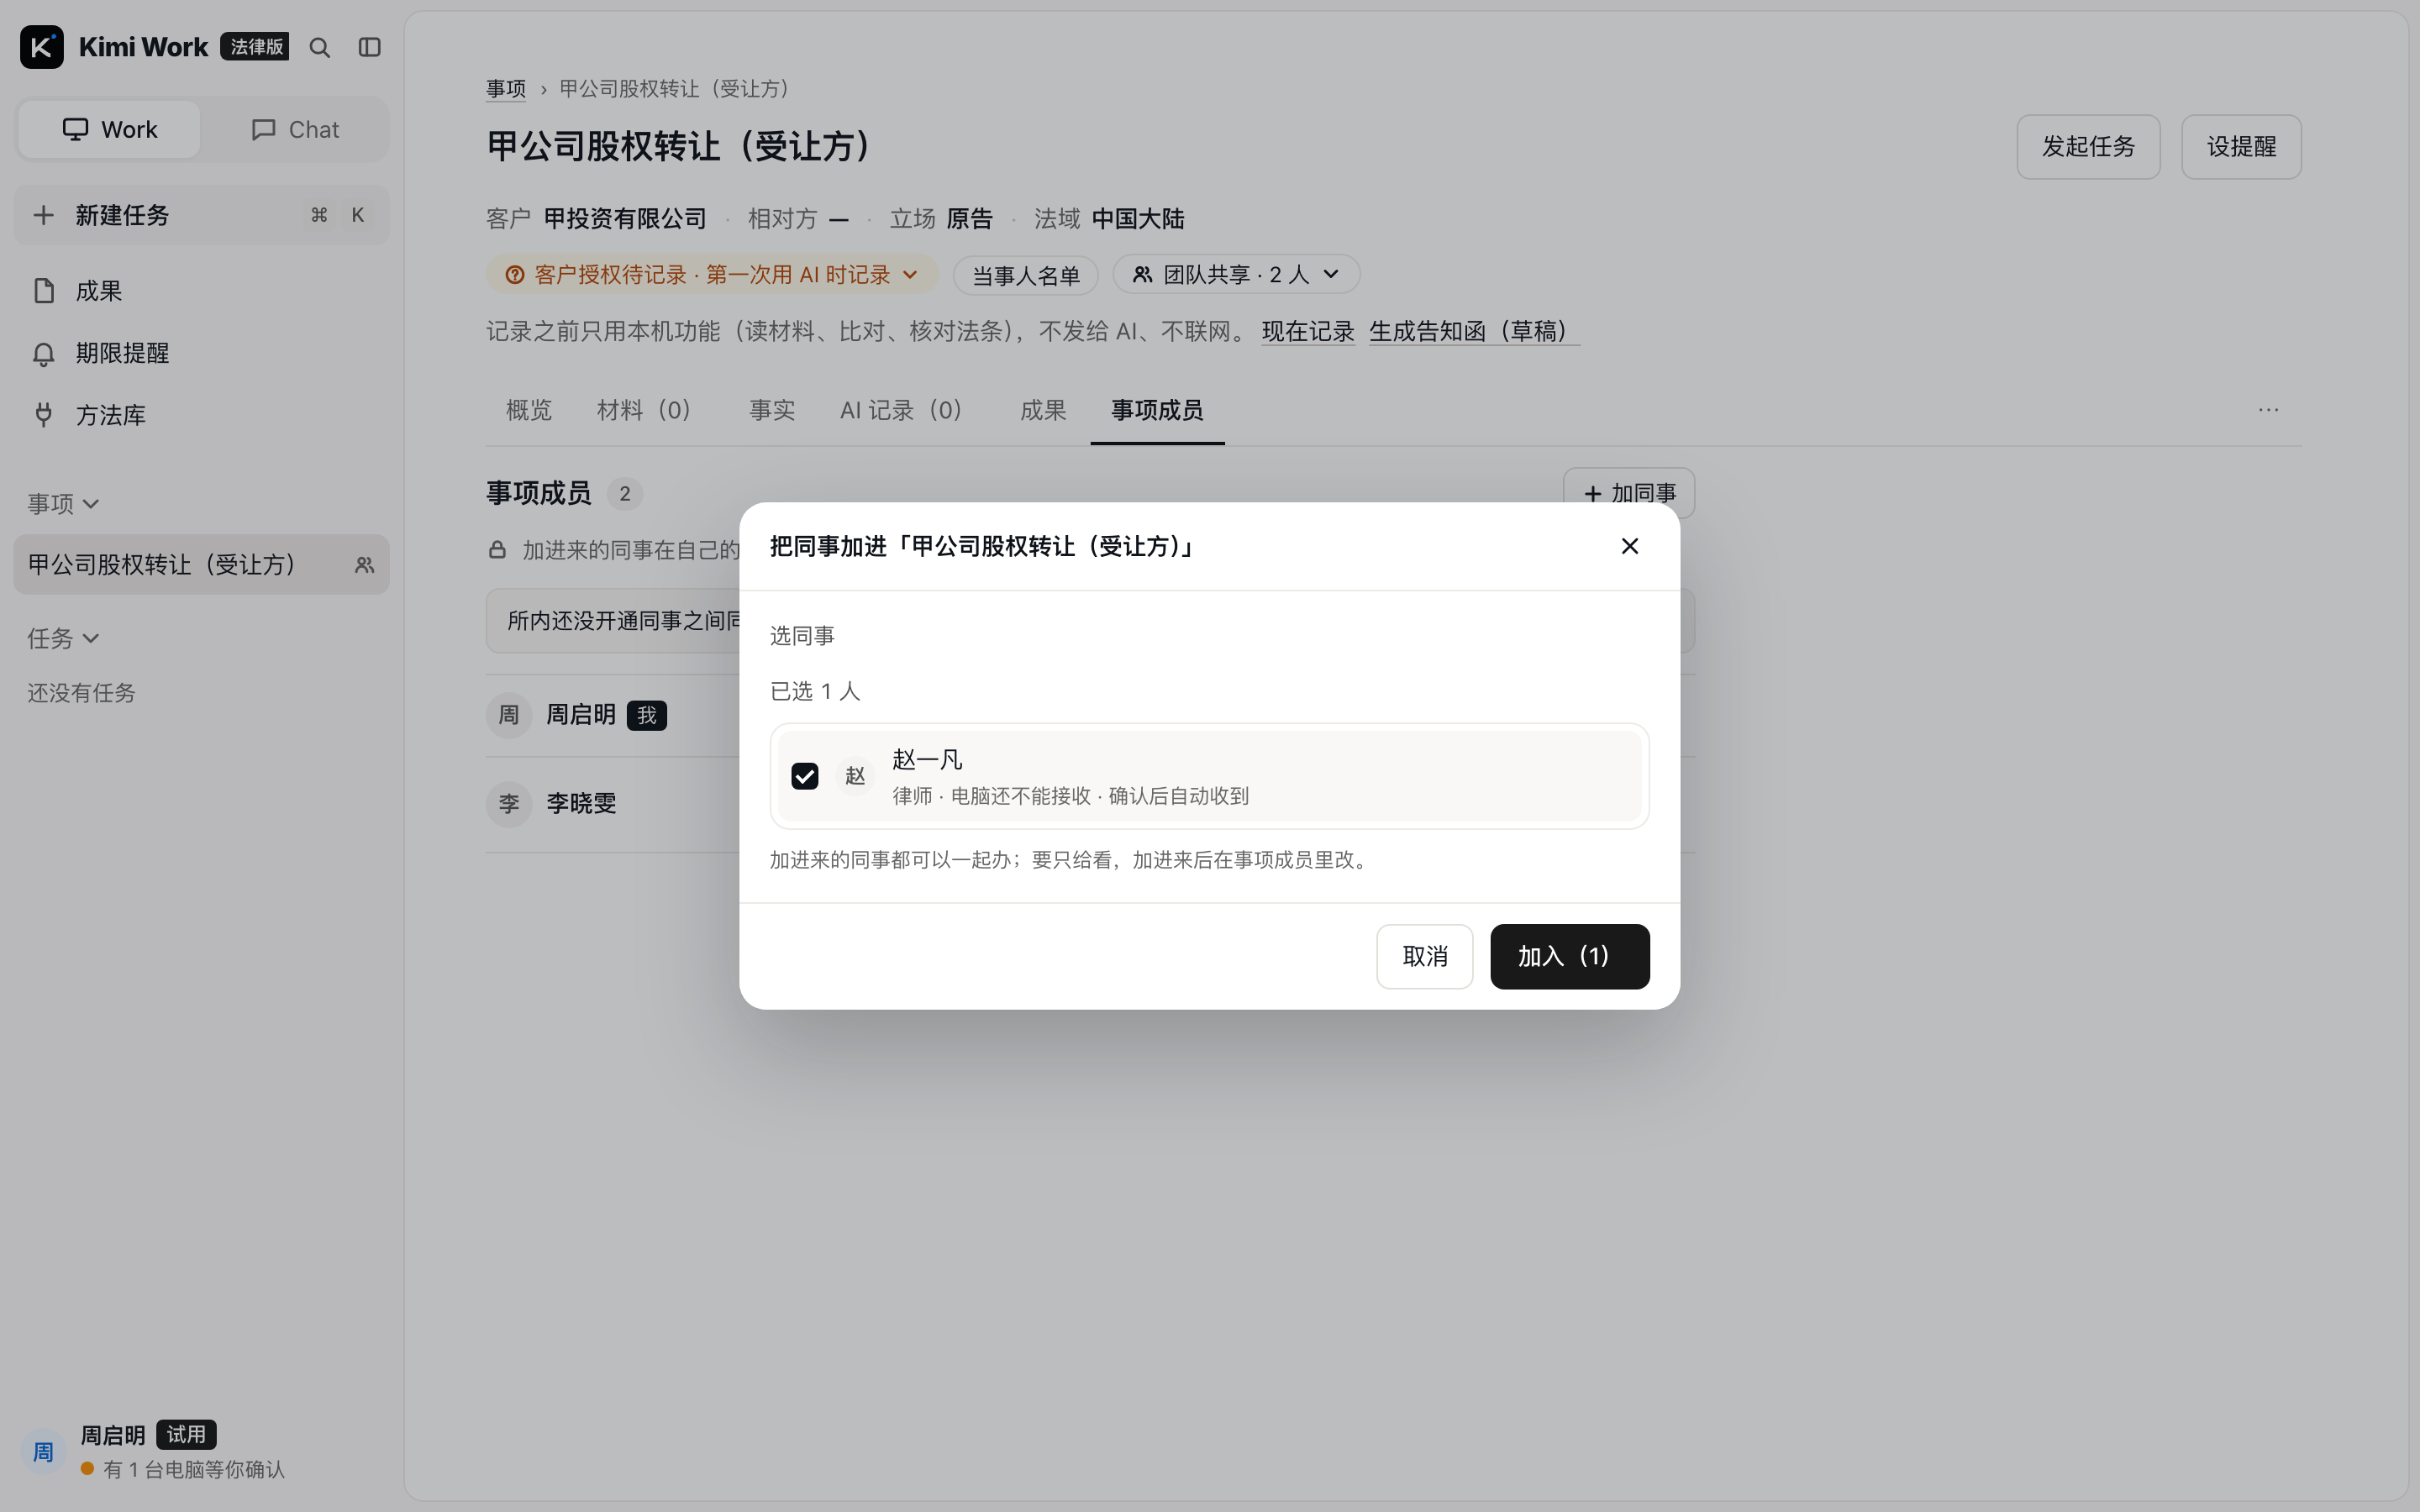 Kimi Work 法律版
Work Chat
新建任务 ⌘ K
成果
期限提醒
方法库
事项
甲公司股权转让（受让方）
任务
还没有任务
周 周启明 试用
有 1 台电脑等你确认
事项 › 甲公司股权转让（受让方）
甲公司股权转让（受让方）
发起任务 设提醒
客户 甲投资有限公司 · 相对方 — · 立场 原告 · 法域 中国大陆
客户授权待记录 · 第一次用 AI 时记录 当事人名单 团队共享 · 2 人
记录之前只用本机功能（读材料、比对、核对法条），不发给 AI、不联网。 现在记录 生成告知函（草稿）
概览 材料（0） 事实 AI 记录（0） 成果 事项成员 ···
事项成员 2 + 加同事
加进来的同事在自己的
所内还没开通同事之间同
周 周启明 我
李 李晓雯
把同事加进「甲公司股权转让（受让方）」
选同事
已选 1 人
赵 赵一凡
律师 · 电脑还不能接收 · 确认后自动收到
加进来的同事都可以一起办；要只给看，加进来后在事项成员里改。
取消 加入（1）